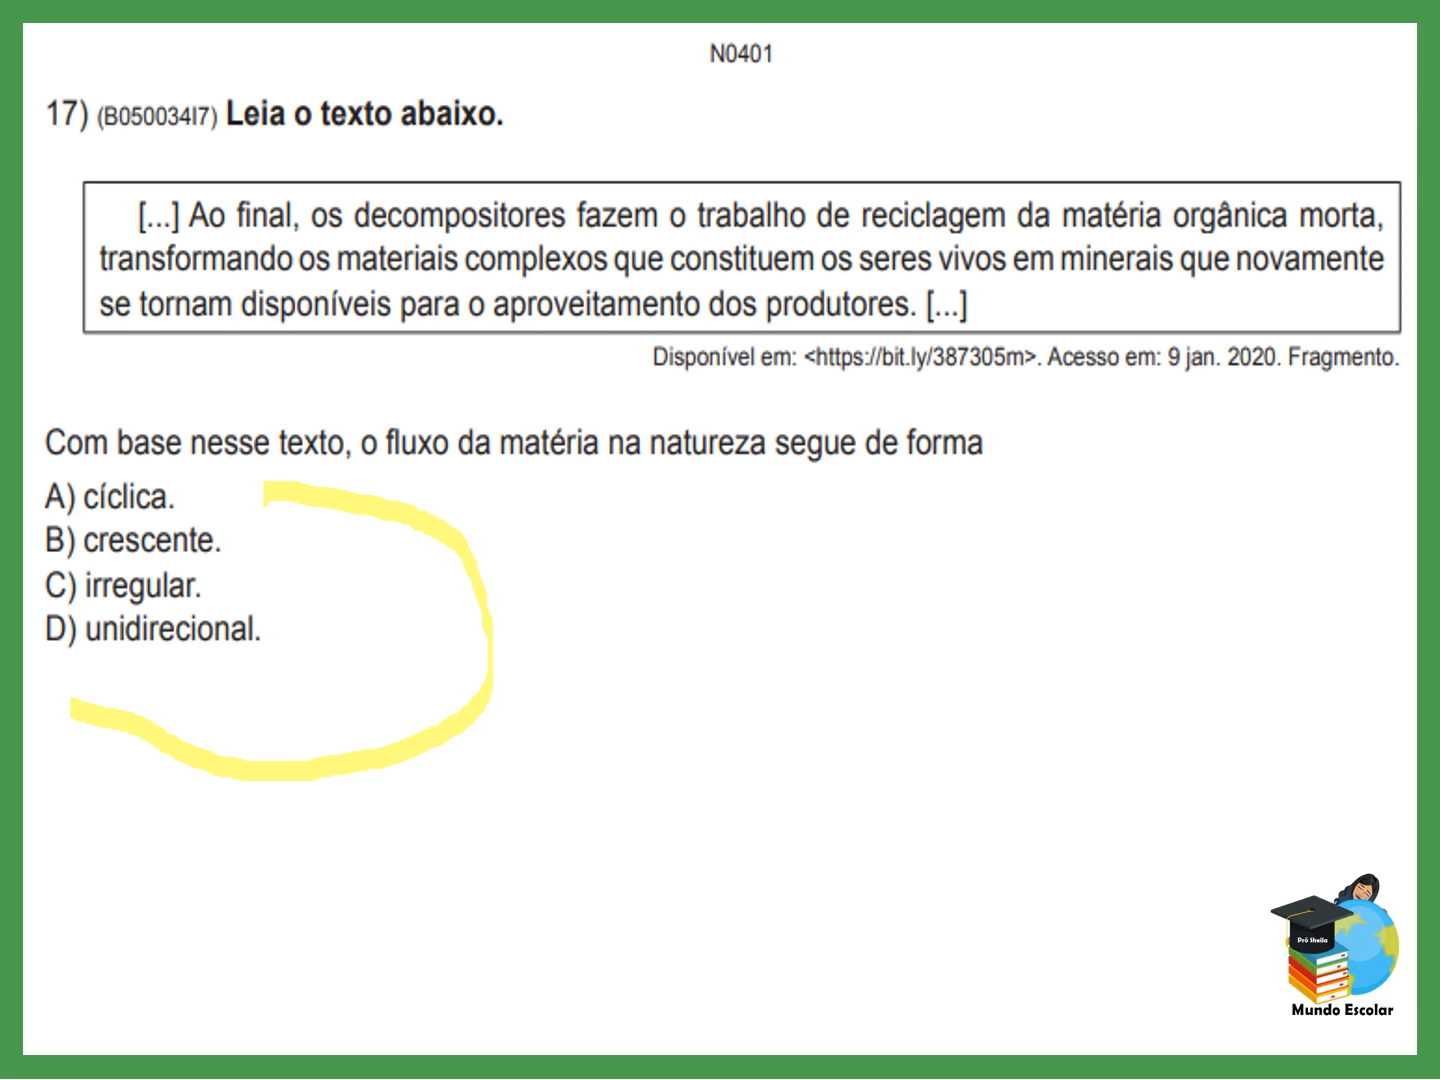 N0401
17) (B050034I7) Leia o texto abaixo.
[...] Ao final, os decompositores fazem o trabalho de reciclagem da matéria orgânica morta,
transformando os materiais complexos que constituem os seres vivos em minerais que novamente
se tornam disponíveis para o aproveitamento dos produtores. [...]
Disponível em: <https://bit.ly/387305m>. Acesso em: 9 jan. 2020. Fragmento.
Com base nesse texto, o fluxo da matéria na natureza segue de forma
A) cíclica.
B) crescente.
C) irregular.
D) unidirecional.
Pró Sheila
Mundo Escolar